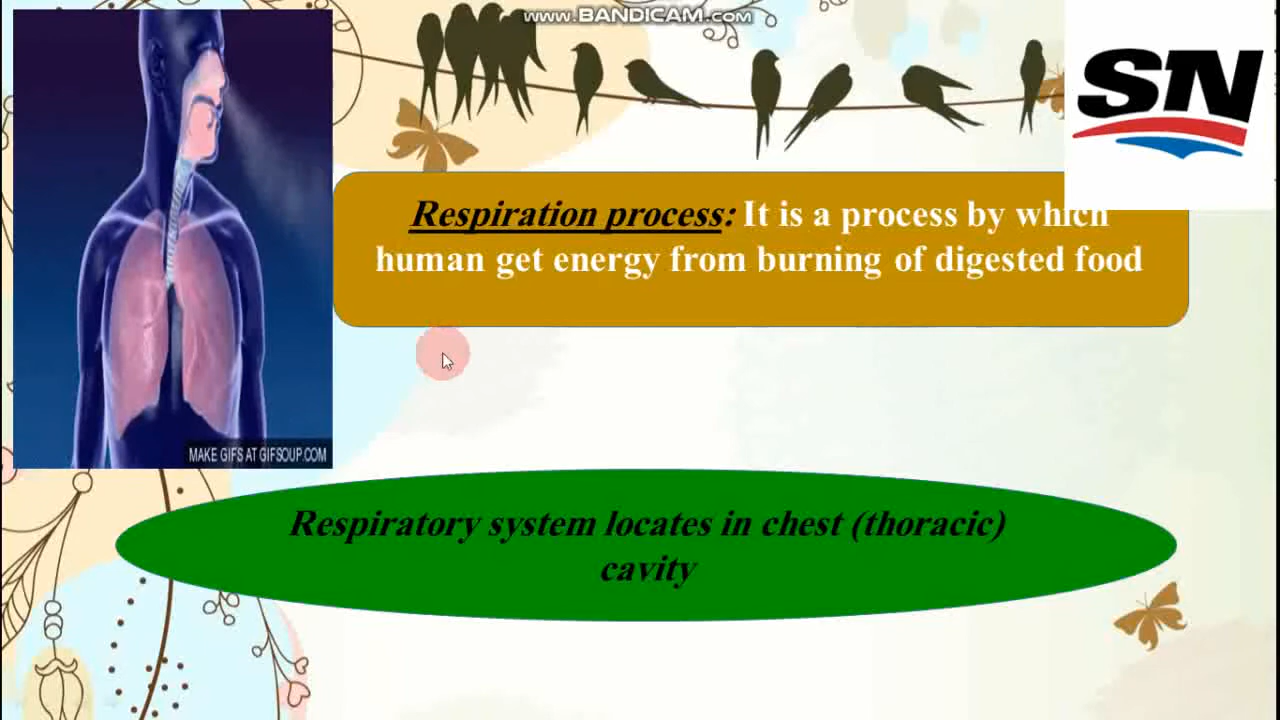 www.BANDICAM.com
SN
Respiration process: It is a process by which
human get energy from burning of digested food
MAKE GIFS AT GIFSOUP.COM
Respiratory system locates in chest (thoracic)
cavity